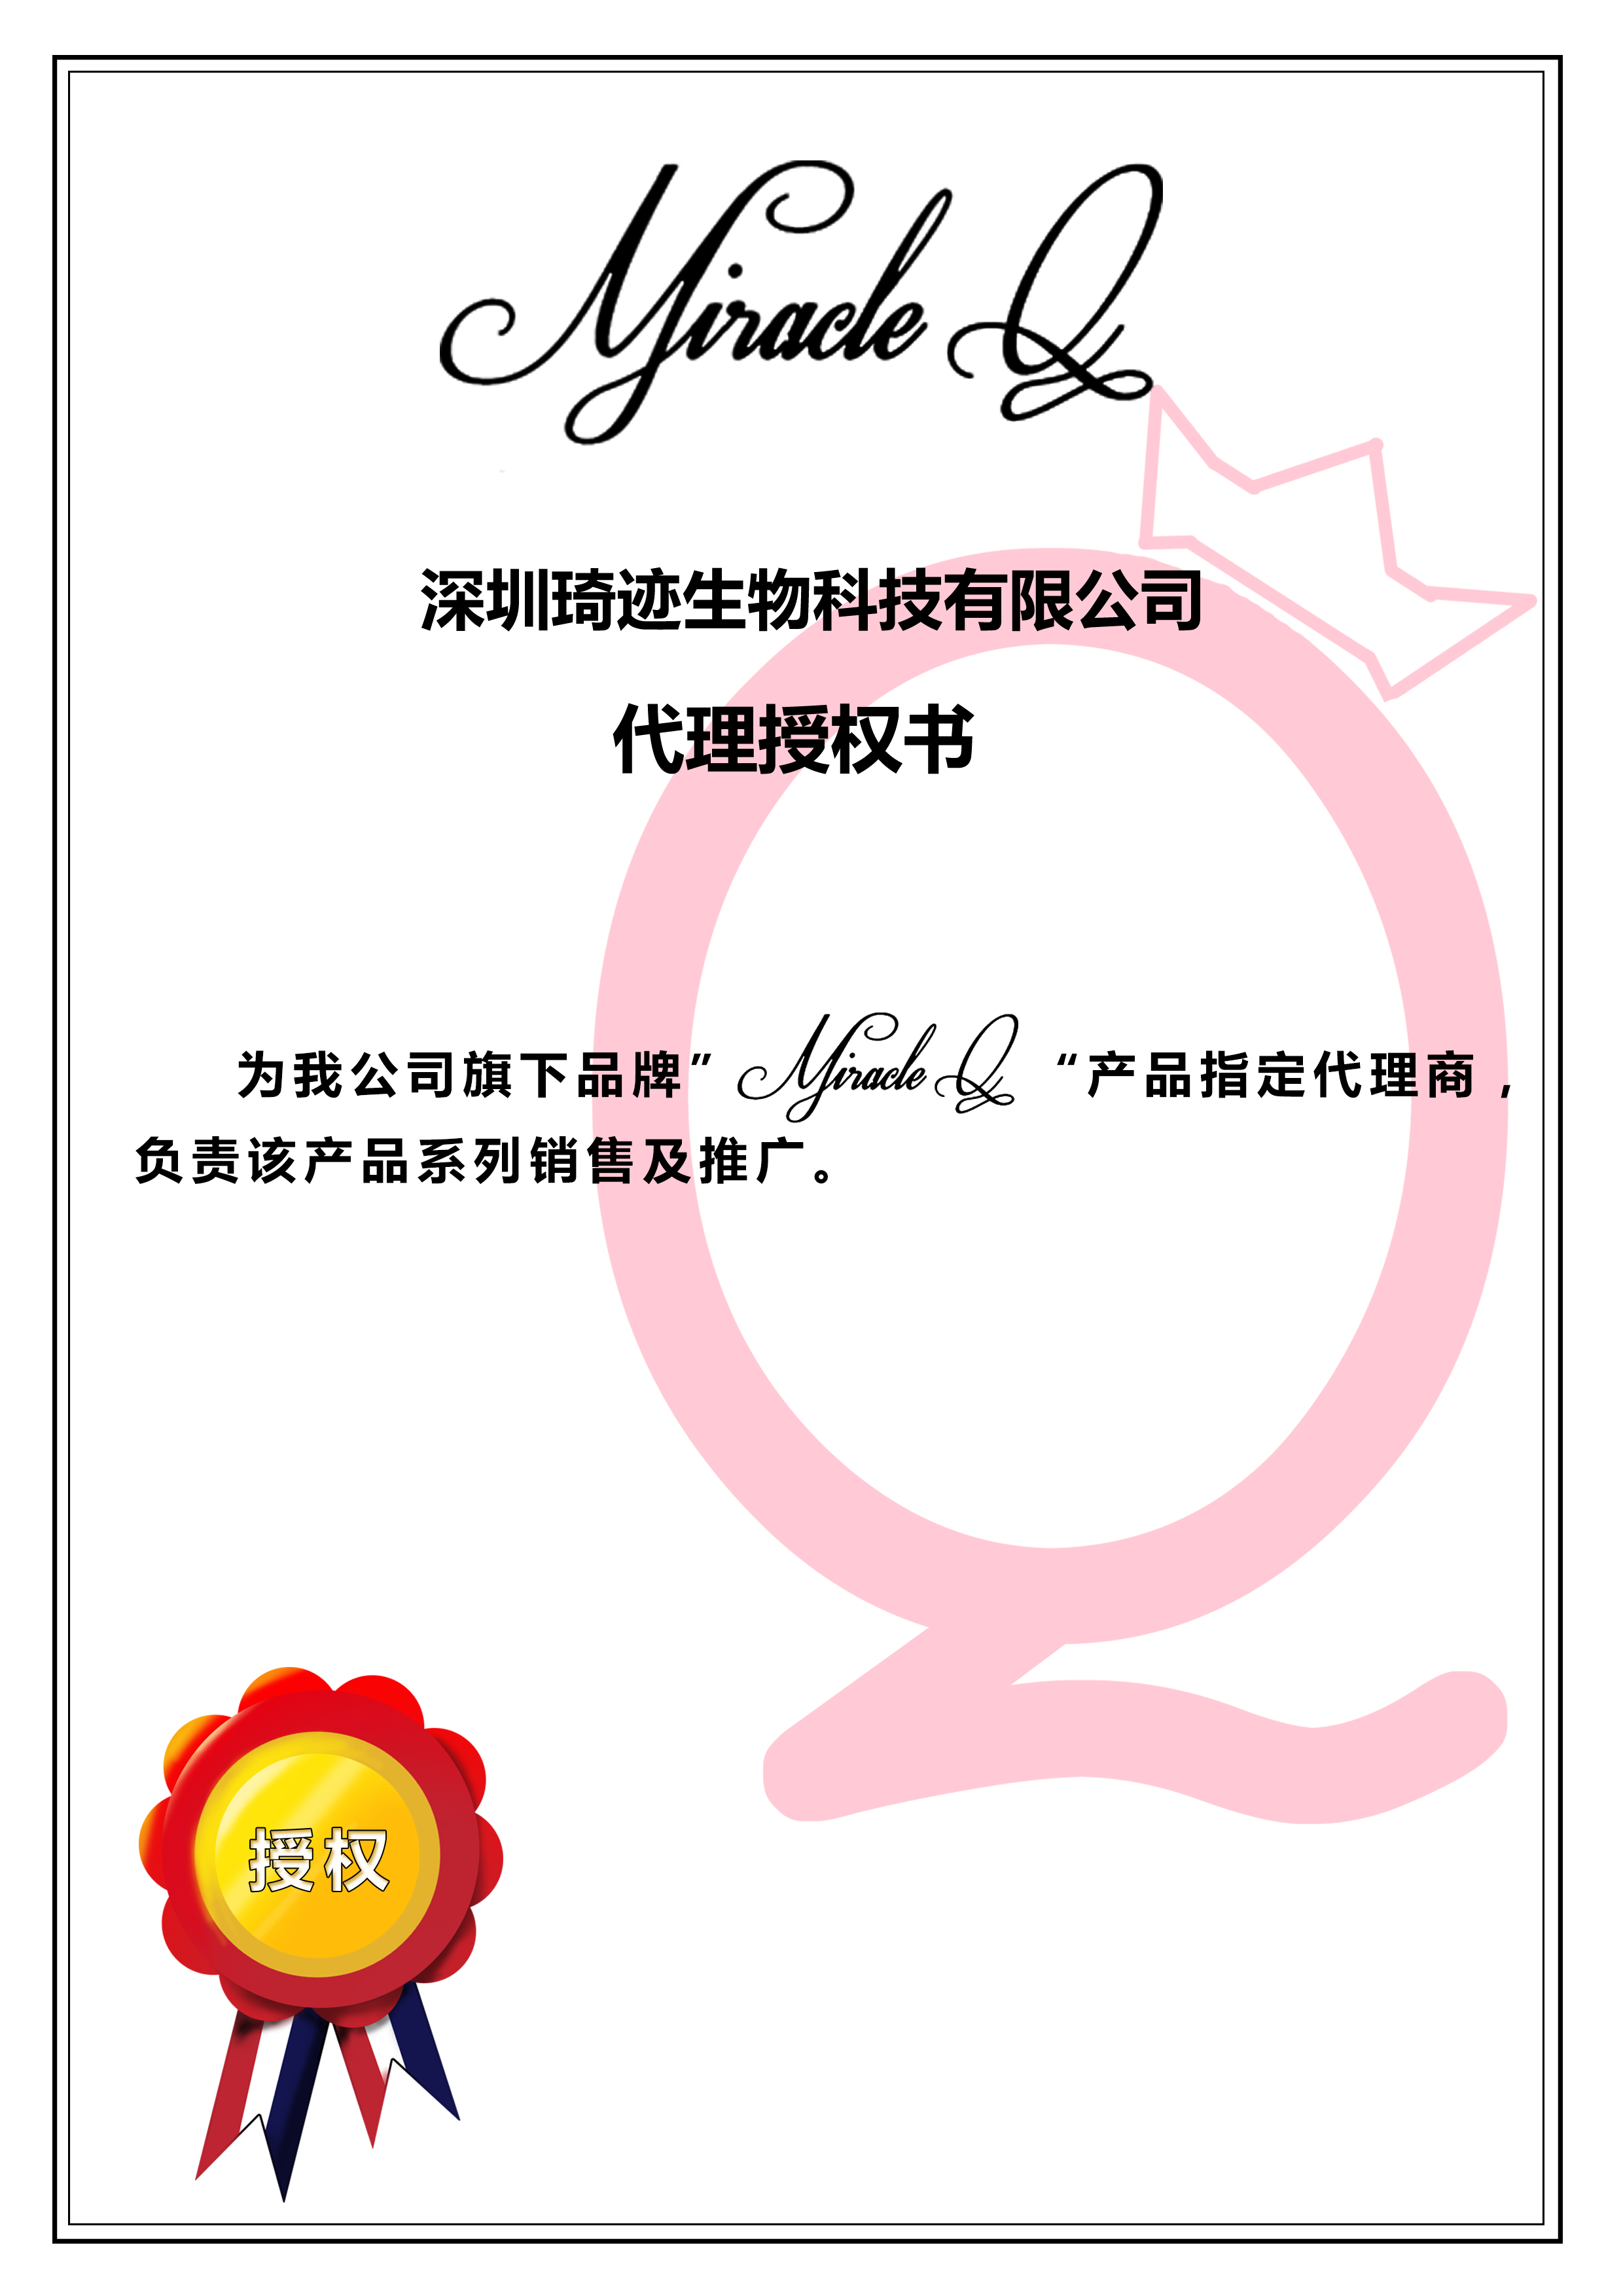 Miracle Q
深圳琦迹生物科技有限公司
代理授权书
为我公司旗下品牌” Miracle Q “产品指定代理商，
负责该产品系列销售及推广。
授权